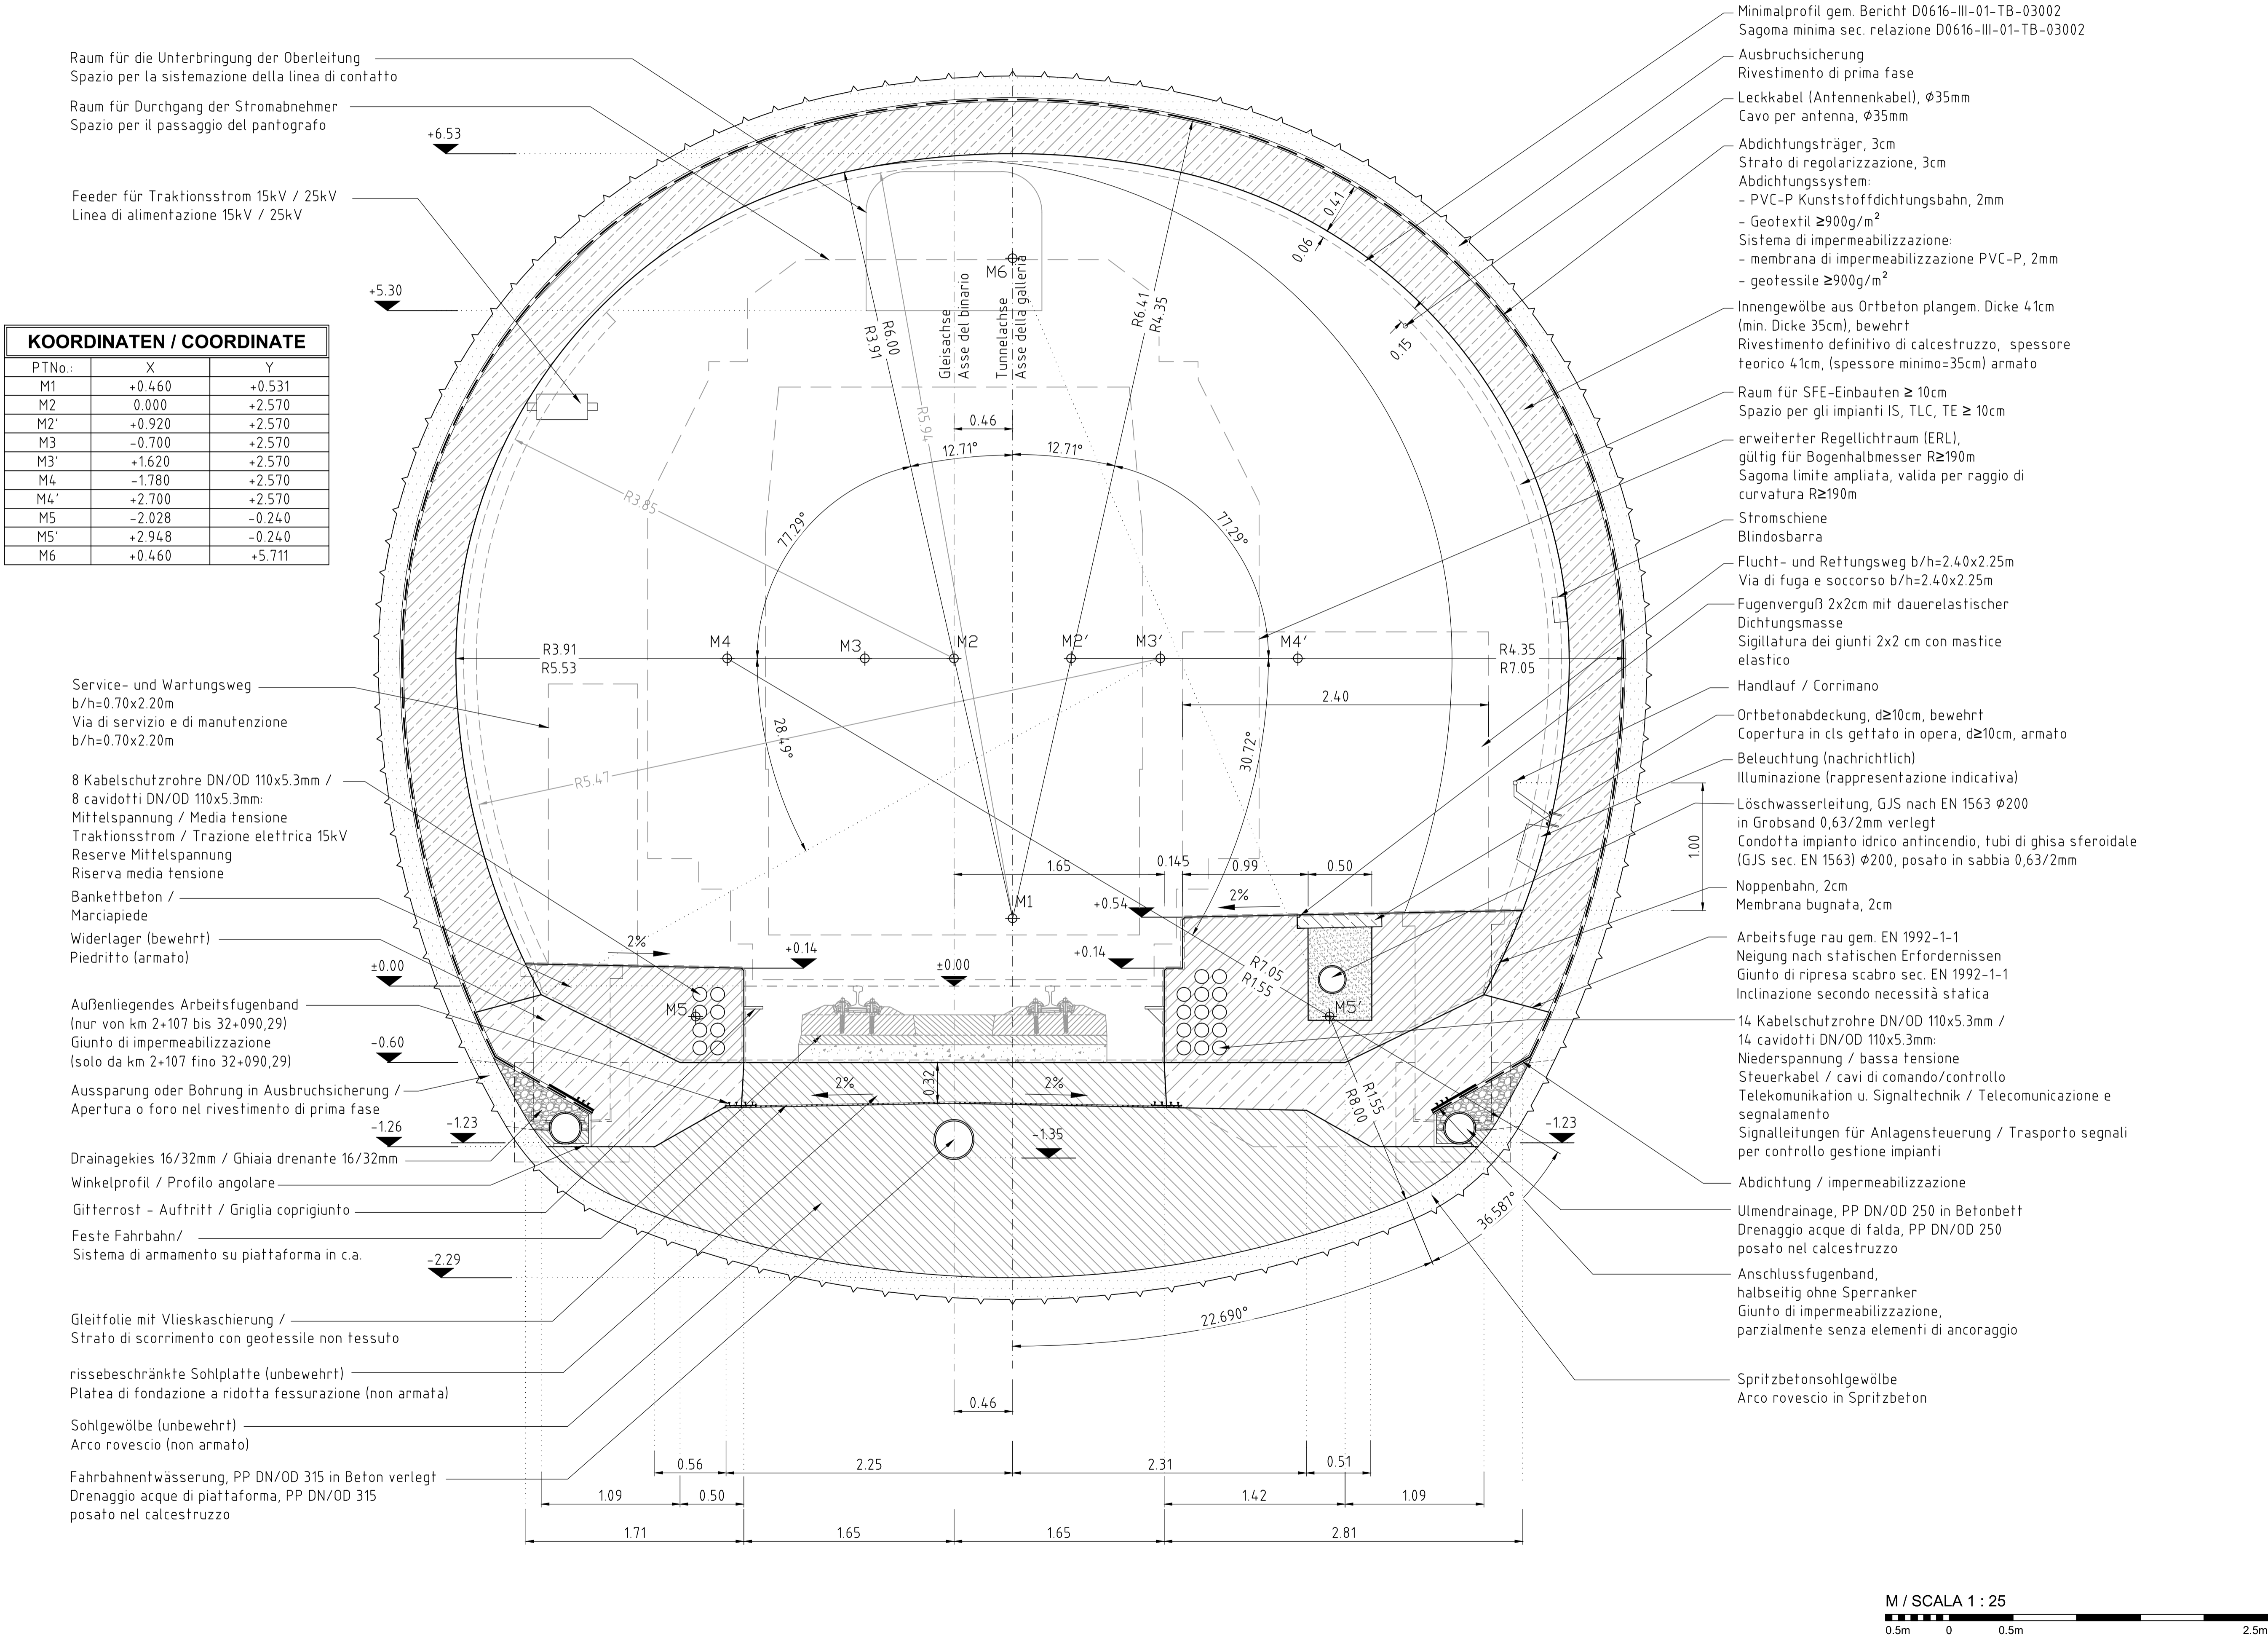 Raum für die Unterbringung der Oberleitung
Spazio per la sistemazione della linea di contatto
Raum für Durchgang der Stromabnehmer
Spazio per il passaggio del pantografo
Feeder für Traktionsstrom 15kV / 25kV
Linea di alimentazione 15kV / 25kV
KOORDINATEN / COORDINATE
PTNo.: X Y
M1 +0.460 +0.531
M2 0.000 +2.570
M2' +0.920 +2.570
M3 -0.700 +2.570
M3' +1.620 +2.570
M4 -1.780 +2.570
M4' +2.700 +2.570
M5 -2.028 -0.240
M5' +2.948 -0.240
M6 +0.460 +5.711
Service- und Wartungsweg
b/h=0.70x2.20m
Via di servizio e di manutenzione
b/h=0.70x2.20m
8 Kabelschutzrohre DN/OD 110x5.3mm /
8 cavidotti DN/OD 110x5.3mm:
Mittelspannung / Media tensione
Traktionsstrom / Trazione elettrica 15kV
Reserve Mittelspannung
Riserva media tensione
Bankettbeton /
Marciapiede
Widerlager (bewehrt)
Piedritto (armato)
Außenliegendes Arbeitsfugenband
(nur von km 2+107 bis 32+090,29)
Giunto di impermeabilizzazione
(solo da km 2+107 fino 32+090,29)
Aussparung oder Bohrung in Ausbruchsicherung /
Apertura o foro nel rivestimento di prima fase
Drainagekies 16/32mm / Ghiaia drenante 16/32mm
Winkelprofil / Profilo angolare
Gitterrost - Auftritt / Griglia coprigiunto
Feste Fahrbahn/
Sistema di armamento su piattaforma in c.a.
Gleitfolie mit Vlieskaschierung /
Strato di scorrimento con geotessile non tessuto
rissebeschränkte Sohlplatte (unbewehrt)
Platea di fondazione a ridotta fessurazione (non armata)
Sohlgewölbe (unbewehrt)
Arco rovescio (non armato)
Fahrbahnentwässerung, PP DN/OD 315 in Beton verlegt
Drenaggio acque di piattaforma, PP DN/OD 315
posato nel calcestruzzo
+6.53
+5.30
±0.00
-0.60
-1.26
-1.23
-2.29
M6
Gleisachse
Asse del binario
Tunnelachse
Asse della galleria
R6.00
R3.91
R5.94
R6.41
R4.35
0.41
0.06
0.15
0.46
12.71°
12.71°
77.29°
77.29°
R3.85
M4
M3
M2
M2'
M3'
M4'
R3.91
R5.53
R4.35
R7.05
2.40
28.49°
30.72°
R5.47
1.00
1.65
0.145
0.99
0.50
M1
+0.54
2%
2%
+0.14
±0.00
+0.14
R7.05
R1.55
M5
M5'
0.32
2%
2%
R1.55
R8.00
-1.35
-1.23
36.587°
22.690°
0.46
0.56
2.25
2.31
0.51
1.09
0.50
1.42
1.09
1.71
1.65
1.65
2.81
Minimalprofil gem. Bericht D0616-III-01-TB-03002
Sagoma minima sec. relazione D0616-III-01-TB-03002
Ausbruchsicherung
Rivestimento di prima fase
Leckkabel (Antennenkabel), Ø35mm
Cavo per antenna, Ø35mm
Abdichtungsträger, 3cm
Strato di regolarizzazione, 3cm
Abdichtungssystem:
- PVC-P Kunststoffdichtungsbahn, 2mm
- Geotextil ≥900g/m²
Sistema di impermeabilizzazione:
- membrana di impermeabilizzazione PVC-P, 2mm
- geotessile ≥900g/m²
Innengewölbe aus Ortbeton plangem. Dicke 41cm
(min. Dicke 35cm), bewehrt
Rivestimento definitivo di calcestruzzo, spessore
teorico 41cm, (spessore minimo=35cm) armato
Raum für SFE-Einbauten ≥ 10cm
Spazio per gli impianti IS, TLC, TE ≥ 10cm
erweiterter Regellichtraum (ERL),
gültig für Bogenhalbmesser R≥190m
Sagoma limite ampliata, valida per raggio di
curvatura R≥190m
Stromschiene
Blindosbarra
Flucht- und Rettungsweg b/h=2.40x2.25m
Via di fuga e soccorso b/h=2.40x2.25m
Fugenverguß 2x2cm mit dauerelastischer
Dichtungsmasse
Sigillatura dei giunti 2x2 cm con mastice
elastico
Handlauf / Corrimano
Ortbetonabdeckung, d≥10cm, bewehrt
Copertura in cls gettato in opera, d≥10cm, armato
Beleuchtung (nachrichtlich)
Illuminazione (rappresentazione indicativa)
Löschwasserleitung, GJS nach EN 1563 Ø200
in Grobsand 0,63/2mm verlegt
Condotta impianto idrico antincendio, tubi di ghisa sferoidale
(GJS sec. EN 1563) Ø200, posato in sabbia 0,63/2mm
Noppenbahn, 2cm
Membrana bugnata, 2cm
Arbeitsfuge rau gem. EN 1992-1-1
Neigung nach statischen Erfordernissen
Giunto di ripresa scabro sec. EN 1992-1-1
Inclinazione secondo necessità statica
14 Kabelschutzrohre DN/OD 110x5.3mm /
14 cavidotti DN/OD 110x5.3mm:
Niederspannung / bassa tensione
Steuerkabel / cavi di comando/controllo
Telekomunikation u. Signaltechnik / Telecomunicazione e
segnalamento
Signalleitungen für Anlagensteuerung / Trasporto segnali
per controllo gestione impianti
Abdichtung / impermeabilizzazione
Ulmendrainage, PP DN/OD 250 in Betonbett
Drenaggio acque di falda, PP DN/OD 250
posato nel calcestruzzo
Anschlussfugenband,
halbseitig ohne Sperranker
Giunto di impermeabilizzazione,
parzialmente senza elementi di ancoraggio
Spritzbetonsohlgewölbe
Arco rovescio in Spritzbeton
M / SCALA 1 : 25
0.5m 0 0.5m 2.5m